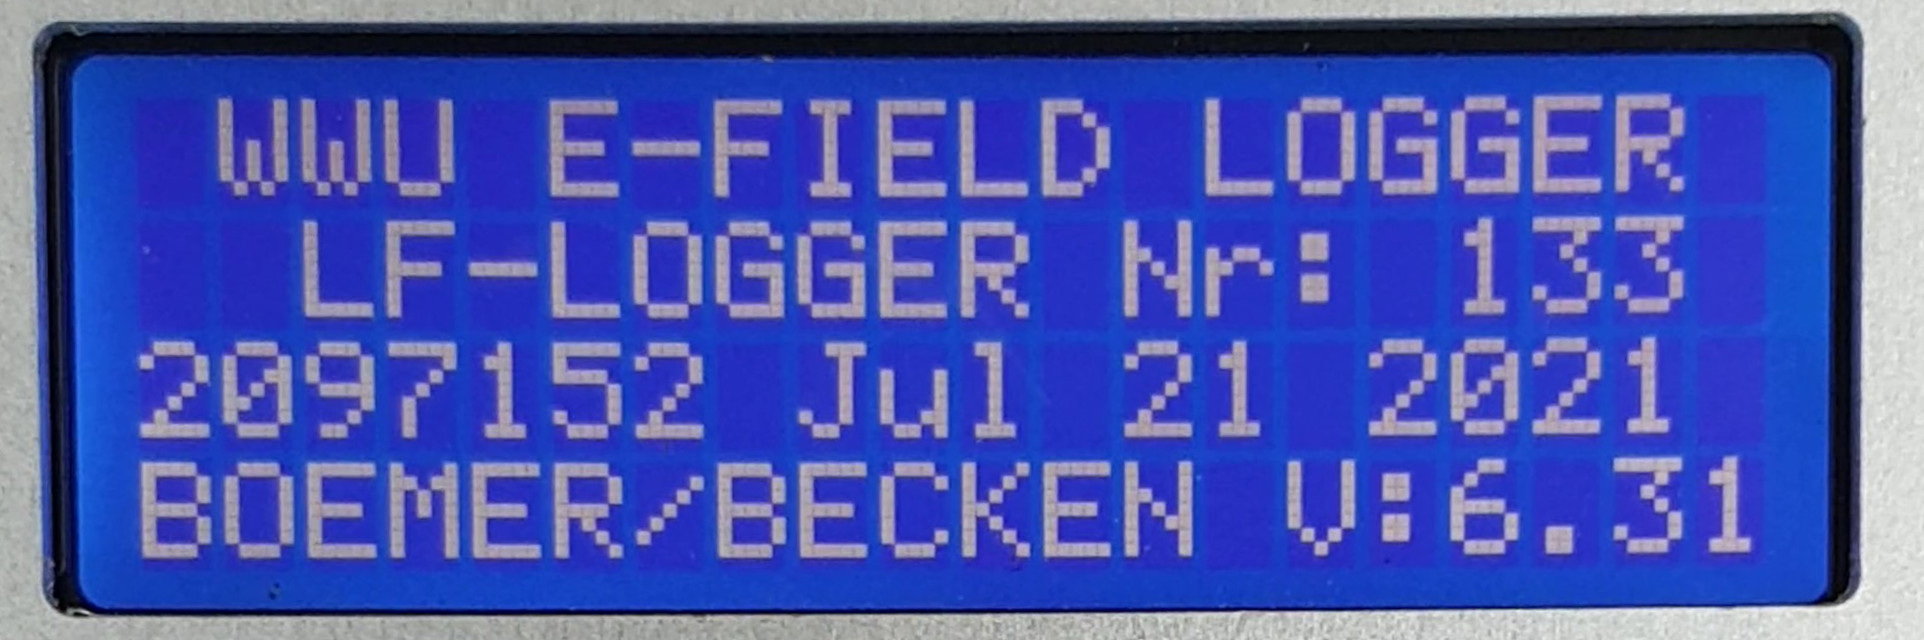 WWU E-FIELD LOGGER
LF-LOGGER Nr:  133
2097152 Jul 21 2021
BOEMER/BECKEN V:6.31